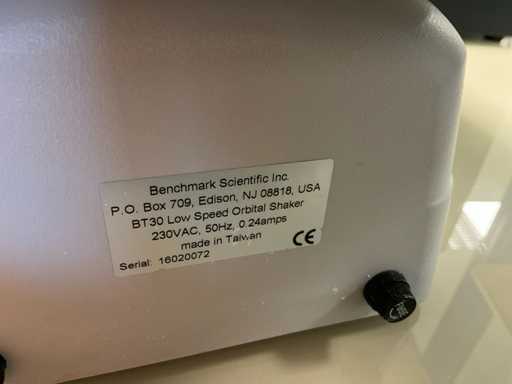 Benchmark Scientific Inc.
P.O. Box 709, Edison, NJ 08818, USA
BT30 Low Speed Orbital Shaker
230VAC, 50Hz, 0.24amps
made in Taiwan
CE
Serial: 16020072